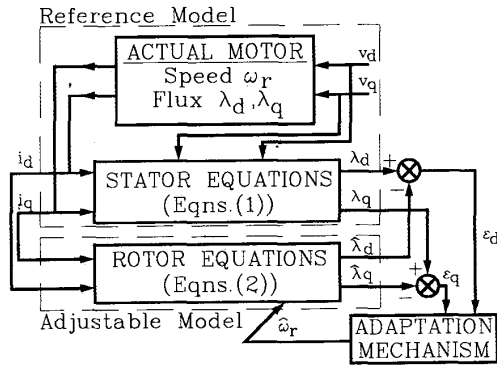 Reference Model
ACTUAL MOTOR
Speed ω_r
Flux λ_d,λ_q
v_d
v_q
i_d
i_q
STATOR EQUATIONS
(Eqns.(1))
λ_d
λ_q
+
−
ROTOR EQUATIONS
(Eqns.(2))
λ̂_d
λ̂_q
+
−
ε_d
ε_q
Adjustable Model
ω̂_r
ADAPTATION
MECHANISM